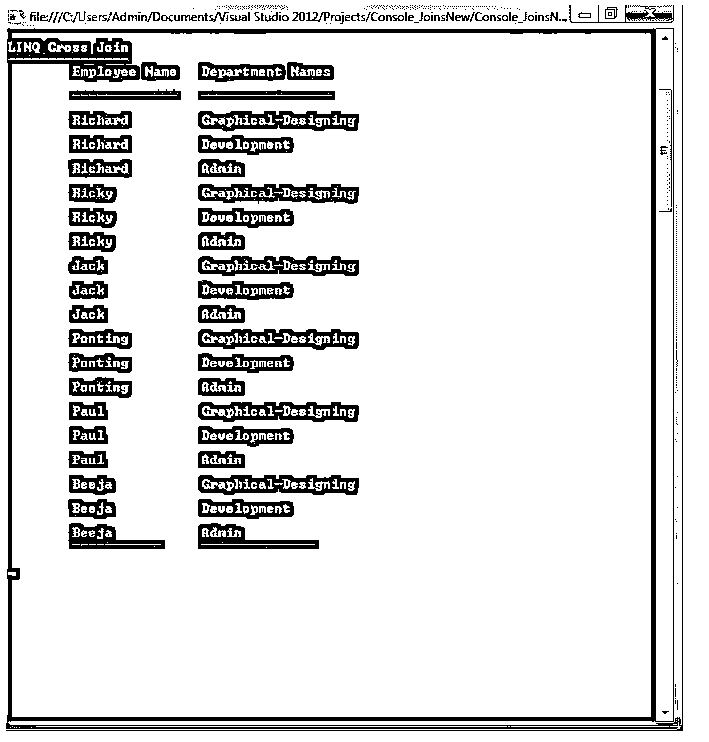 file:///C:/Users/Admin/Documents/Visual Studio 2012/Projects/Console_JoinsNew/Console_JoinsN...
LINQ Cross Join
Employee Name Department Names
Richard Graphical-Designing
Richard Development
Richard Admin
Ricky Graphical-Designing
Ricky Development
Ricky Admin
Jack Graphical-Designing
Jack Development
Jack Admin
Ponting Graphical-Designing
Ponting Development
Ponting Admin
Paul Graphical-Designing
Paul Development
Paul Admin
Beeja Graphical-Designing
Beeja Development
Beeja Admin